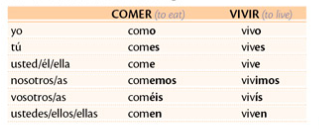 COMER (to eat) VIVIR (to live)
yo como vivo
tú comes vives
usted/él/ella come vive
nosotros/as comemos vivimos
vosotros/as coméis vivís
ustedes/ellos/ellas comen viven